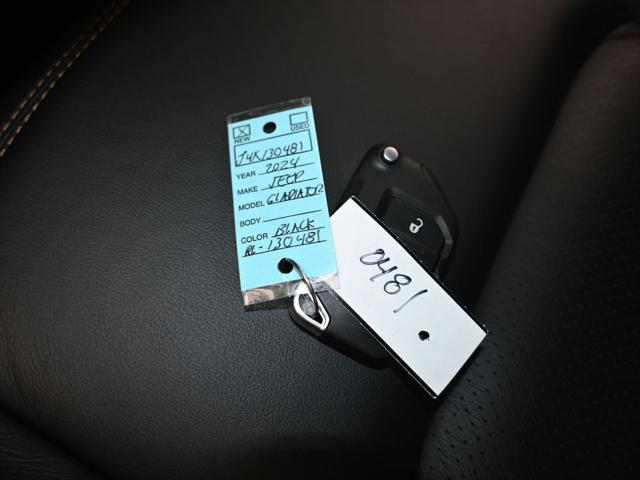 NEW USED
J4K130481
YEAR 2024
MAKE JEEP
MODEL GLADIATOR
BODY
COLOR BLACK
RL-130481
0481